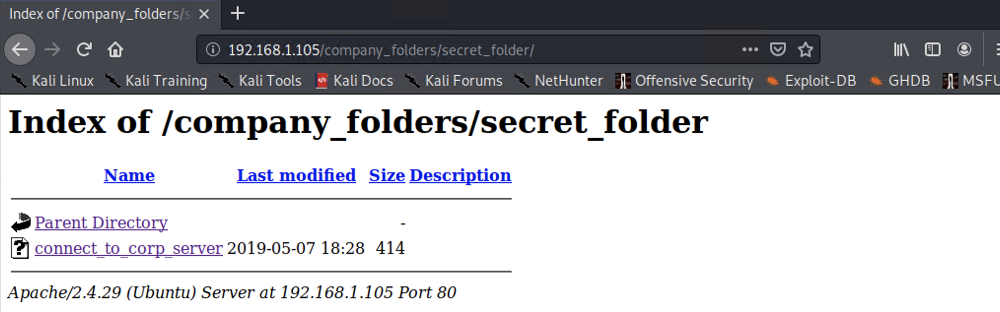 Index of /company_folders/s
192.168.1.105/company_folders/secret_folder/
Kali Linux Kali Training Kali Tools Kali Docs Kali Forums NetHunter Offensive Security Exploit-DB GHDB MSFU
Index of /company_folders/secret_folder
Name Last modified Size Description
Parent Directory -
connect_to_corp_server 2019-05-07 18:28 414
Apache/2.4.29 (Ubuntu) Server at 192.168.1.105 Port 80